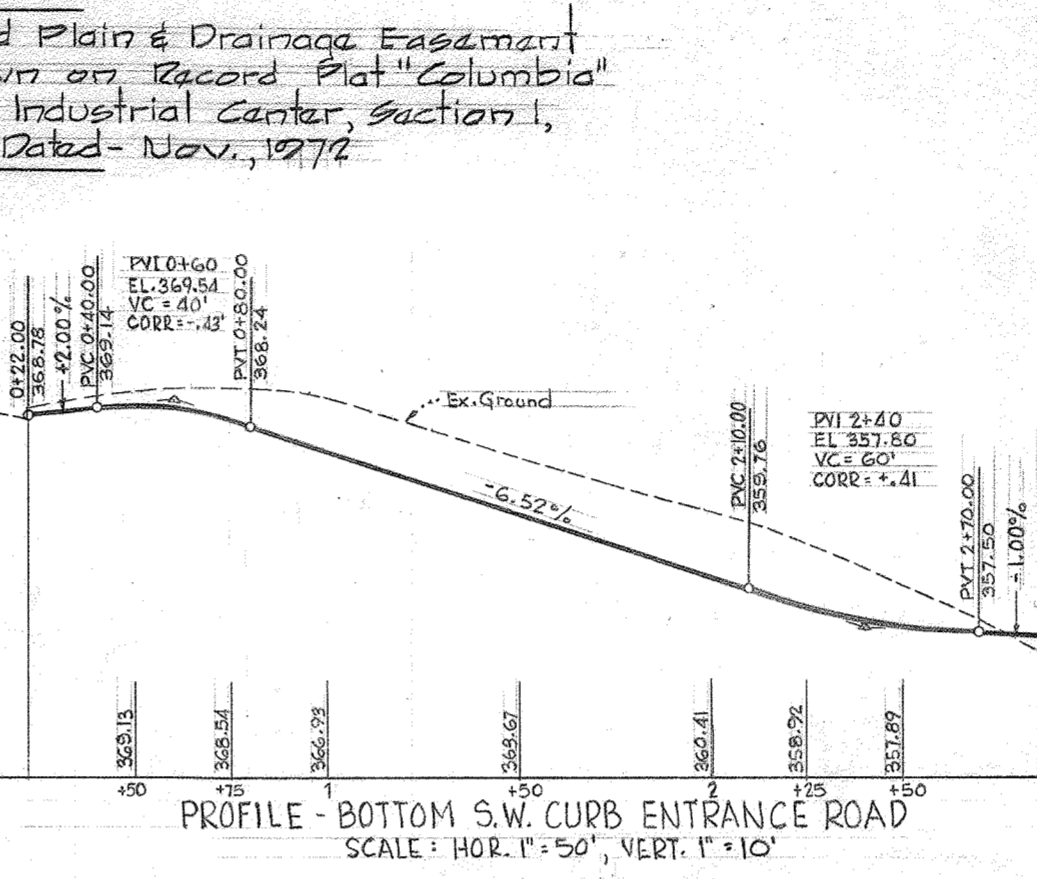 d Plain & Drainage Easement
wn on Record Plat "Columbia"
Industrial Center, Section 1,
Dated - Nov., 1972
0+22.00
368.78
+2.00%
PVC 0+40.00
369.14
PVI 0+60
EL. 369.54
VC = 40'
CORR = -.43'
PVT 0+80.00
368.24
Ex. Ground
-6.52%
PVC 2+10.00
359.76
PVI 2+40
EL 357.80
VC = 60'
CORR = +.41
PVT 2+70.00
357.50
-1.00%
369.13
368.54
366.93
363.67
360.41
358.92
357.89
+50
+75
1
+50
2
+25
+50
PROFILE - BOTTOM S.W. CURB ENTRANCE ROAD
SCALE : HOR. 1" = 50', VERT. 1" = 10'